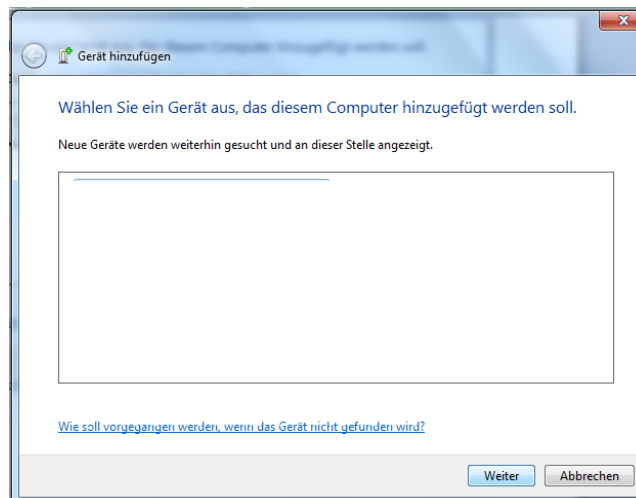 Gerät hinzufügen
Wählen Sie ein Gerät aus, das diesem Computer hinzugefügt werden soll.
Neue Geräte werden weiterhin gesucht und an dieser Stelle angezeigt.
Wie soll vorgegangen werden, wenn das Gerät nicht gefunden wird?
Weiter
Abbrechen